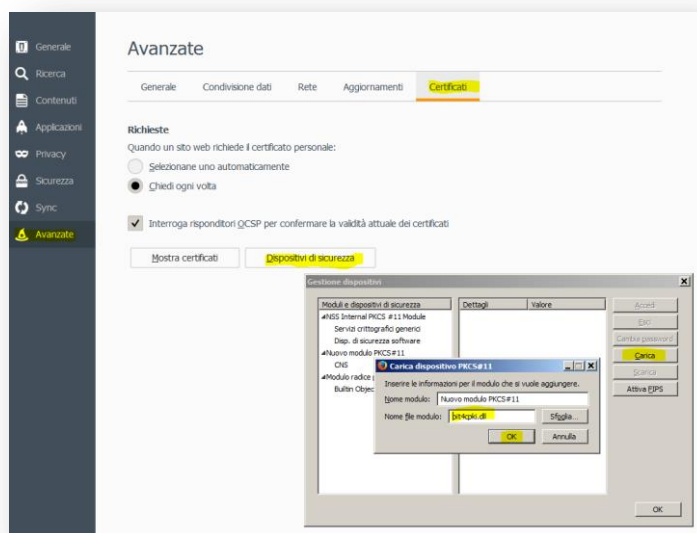 Generale
Ricerca
Contenuti
Applicazioni
Privacy
Sicurezza
Sync
Avanzate
Avanzate
Generale Condivisione dati Rete Aggiornamenti Certificati
Richieste
Quando un sito web richiede il certificato personale:
Selezionane uno automaticamente
Chiedi ogni volta
Interroga risponditori OCSP per confermare la validità attuale dei certificati
Mostra certificati Dispositivi di sicurezza
Gestione dispositivi
Moduli e dispositivi di sicurezza Dettagli Valore
NSS Internal PKCS #11 Module
Servizi crittografici generici
Disp. di sicurezza software
Nuovo modulo PKCS#11
CNS
Modulo radice
Builtin Objec
Accedi
Esci
Cambia password
Carica
Scarica
Attiva FIPS
Carica dispositivo PKCS#11
Inserire le informazioni per il modulo che si vuole aggiungere.
Nome modulo: Nuovo modulo PKCS#11
Nome file modulo: bit4cpki.dll Sfoglia...
OK Annulla
OK